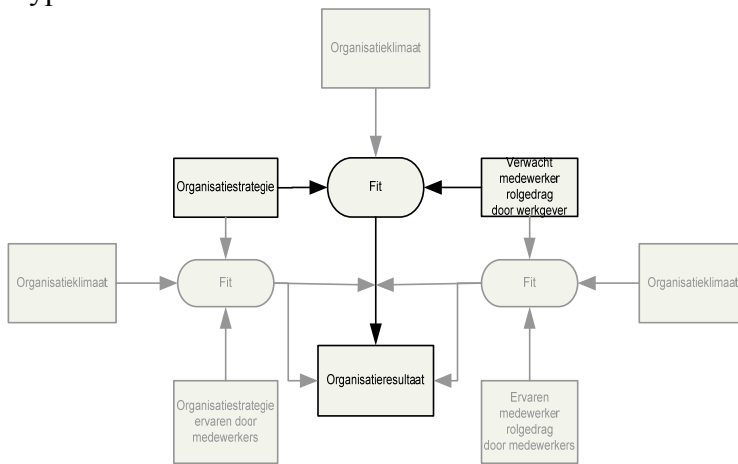 Organisatieklimaat
Organisatiestrategie
Fit
Verwacht
medewerker
rolgedrag
door werkgever
Organisatieklimaat
Fit
Fit
Organisatieklimaat
Organisatieresultaat
Organisatiestrategie
ervaren door
medewerkers
Ervaren
medewerker
rolgedrag
door medewerkers